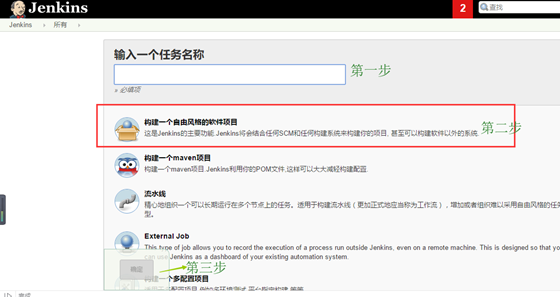 Jenkins
2
查找
Jenkins
所有
输入一个任务名称
第一步
» 必填项
构建一个自由风格的软件项目
这是Jenkins的主要功能.Jenkins将会结合任何SCM和任何构建系统来构建你的项目, 甚至可以构建软件以外的系统.
第二步
构建一个maven项目
构建一个maven项目.Jenkins利用你的POM文件,这样可以大大减轻构建配置.
流水线
精心地组织一个可以长期运行在多个节点上的任务。适用于构建流水线（更加正式地应当称为工作流），增加或者组织难以采用自由风格的任务
型。
External Job
This type of job allows you to record the execution of a process run outside Jenkins, even on a remote machine. This is designed so that you
can use Jenkins as a dashboard of your existing automation system.
确定
第三步
构建一个多配置项目
完成